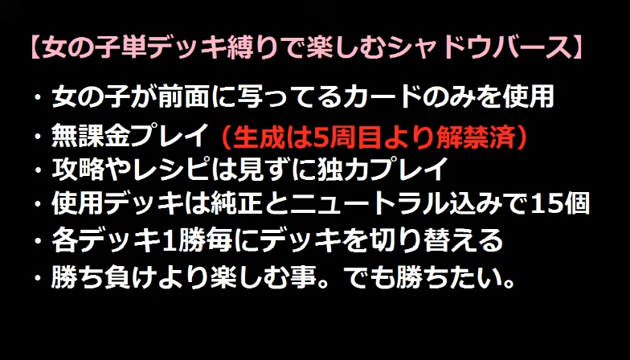 【女の子単デッキ縛りで楽しむシャドウバース】
・女の子が前面に写ってるカードのみを使用
・無課金プレイ(生成は5周目より解禁済)
・攻略やレシピは見ずに独力プレイ
・使用デッキは純正とニュートラル込みで15個
・各デッキ1勝毎にデッキを切り替える
・勝ち負けより楽しむ事。でも勝ちたい。